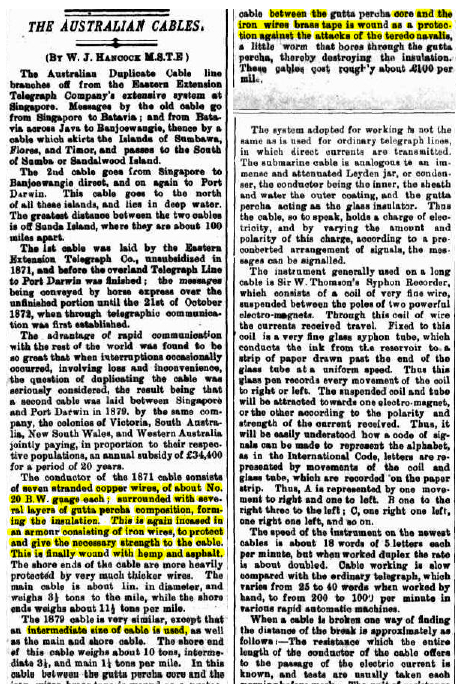 THE AUSTRALIAN CABLES.
(BY W. J. HANCOCK M.S.T.E)
The Australian Duplicate Cable line
branches off from the Eastern Extension
Telegraph Company's extensive system at
Singapore. Messages by the old cable go
from Singapore to Batavia; and from Bata-
via across Java to Banjoewangie, thence by a
cable which skirts the Islands of Sumbawa,
Flores, and Timor, and passes to the South
of Samba or Sandalwood Island.
The 2nd cable goes from Singapore to
Banjoewangie direct, and on again to Port
Darwin. This cable goes to the north
of all these islands, and lies in deep water.
The greatest distance between the two cables
is off Sunda Island, where they are about 100
miles apart.
The 1st cable was laid by the Eastern
Extension Telegraph Co., unsubsidized in
1871, and before the overland Telegraph Line
to Port Darwin was finished; the messages
being conveyed by horse express over the
unfinished portion until the 21st of October
1872, when through telegraphic communica-
tion was first established.
The advantage of rapid communication
with the rest of the world was found to be
so great that when interruptions occasionally
occurred, involving loss and inconvenience,
the question of duplicating the cable was
seriously considered, the result being that
a second cable was laid between Singapore
and Port Darwin in 1879. by the same com-
pany, the colonies of Victoria, South Austra-
lia, New South Wales, and Western Australia
jointly paying, in proportion to their respec-
tive populations, an annual subsidy of £34,400
for a period of 20 years.
The conductor of the 1871 cable consists
of seven stranded copper wires, of about No.
20 B.W. guage each; surrounded with seve-
ral layers of gutta percha composition, form-
ing the insulation. This is again incased in
an armour consisting of iron wires, to protect
and give the necessary strength to the cable.
This is finally wound with hemp and asphalt.
The shore ends of the cable are more heavily
protected by very much thicker wires. The
main cable is about 1in. in diameter, and
weighs 3½ tons to the mile, while the shore
ends weighs about 11½ tons per mile.
The 1879 cable is very similar, except that
an intermediate size of cable is used, as well
as the main and shore cable. The shore end
of this cable weighs about 10 tons, interme-
diate 3½, and main 1½ tons per mile. In this
cable between the gutta percha core and the
cable between the gutta percha core and the
iron wires brass tape is wound as a protec-
tion against the attacks of the teredo navalis,
a little worm that bores through the gutta
percha, thereby destroying the insulation.
These cables cost roughly about £100 per
mile.
The system adopted for working is not the
same as is used for ordinary telegraph lines,
in which direct currents are transmitted.
The submarine cable is analogous to an im-
mense and attenuated Leyden jar, or conden-
ser, the conductor being the inner, the sheath
and water the outer coating, and the gutta
percha acting as the glass insulator. Thus
the cable, so to speak, holds a charge of elec-
tricity, and by varying the amount and
polarity of this charge, according to a pre-
conberted arrangement of signals, the mes-
sages can be signalled.
The instrument generally used on a long
cable is Sir W. Thomson's Syphon Recorder,
which consists of a coil of very fine wire,
suspended between the poles of two powerful
electro-magnets. Through this coil of wire
the currents received travel. Fixed to this
coil is a very fine glass syphon tube, which
conducts the ink from the reservoir to a
strip of paper drawn past the end of the
glass tube at a uniform speed. Thus this
glass pen records every movement of the coil
to right or left. The suspended coil and tube
will be attracted towards one electro-magnet,
or the other according to the polarity and
strength of the current received. Thus, it
will be easily understood how a code of sig-
nals can be made to represent the alphabet,
as in the International Code, letters are re-
presented by movements of the coil and
glass tube, which are recorded on the paper
strip. Thus, A is represented by one move-
ment to right and one to left. B one to the
right three to the left; C, one right one left,
one right one left, and so on.
The speed of the instrument on the newest
cables is about 18 words of 5 letters each
per minute, but when worked duplex the rate
is about doubled. Cable working is slow
compared with the ordinary telegraph, which
varies from 25 to 40 words when worked by
hand, to from 200 to 1000 per minute in
various rapid automatic machines.
When a cable is broken one way of finding
the distance of the break is approximately as
follows:—The resistance which the entire
length of the conductor of the cable offers
to the passage of the electric current is
known, and tests are usually taken each